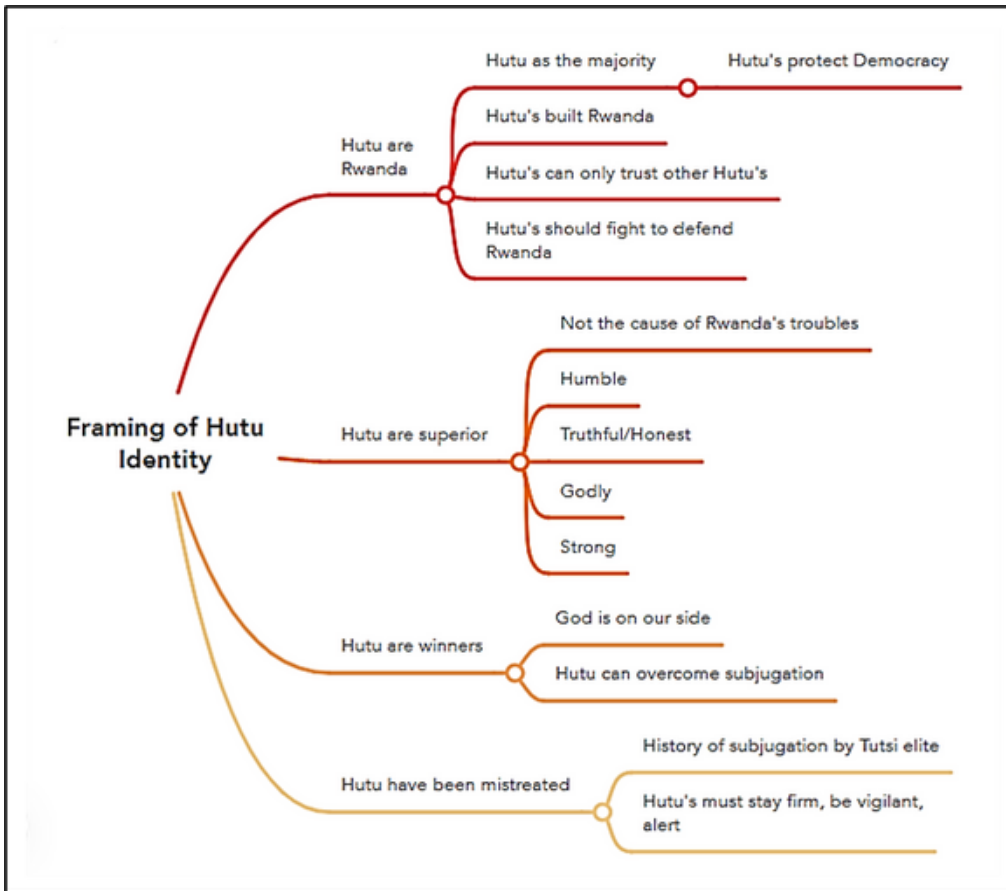 Hutu as the majority
Hutu's protect Democracy
Hutu's built Rwanda
Hutu are
Rwanda
Hutu's can only trust other Hutu's
Hutu's should fight to defend
Rwanda
Not the cause of Rwanda's troubles
Humble
Framing of Hutu
Identity
Hutu are superior
Truthful/Honest
Godly
Strong
God is on our side
Hutu are winners
Hutu can overcome subjugation
History of subjugation by Tutsi elite
Hutu have been mistreated
Hutu's must stay firm, be vigilant,
alert